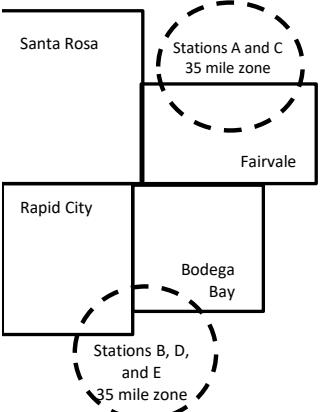 Santa Rosa
Stations A and C
35 mile zone
Fairvale
Rapid City
Bodega
Bay
Stations B, D,
and E
35 mile zone